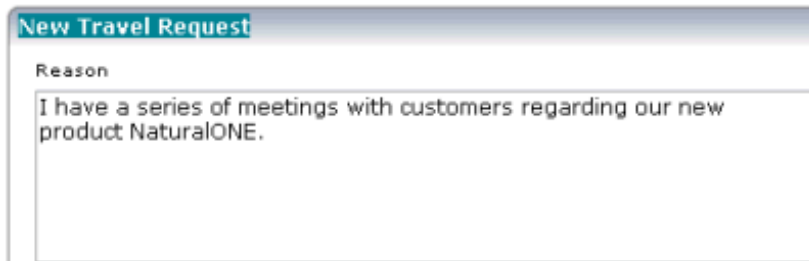 New Travel Request
Reason
I have a series of meetings with customers regarding our new
product NaturalONE.